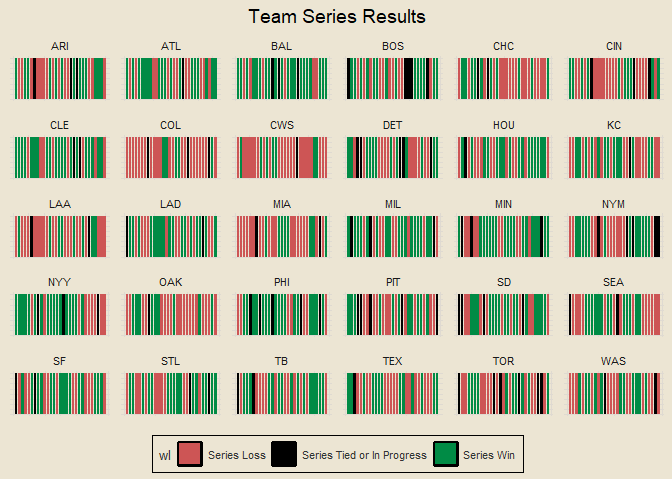 Team Series Results
ARI ATL BAL BOS CHC CIN
CLE COL CWS DET HOU KC
LAA LAD MIA MIL MIN NYM
NYY OAK PHI PIT SD SEA
SF STL TB TEX TOR WAS
wl Series Loss Series Tied or In Progress Series Win